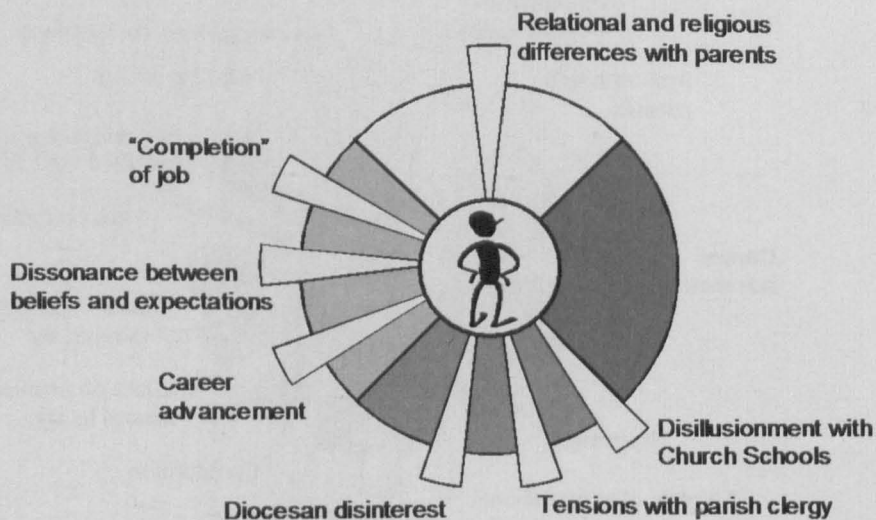 Relational and religious
differences with parents
"Completion"
of job
Dissonance between
beliefs and expectations
Career
advancement
Disillusionment with
Church Schools
Diocesan disinterest
Tensions with parish clergy